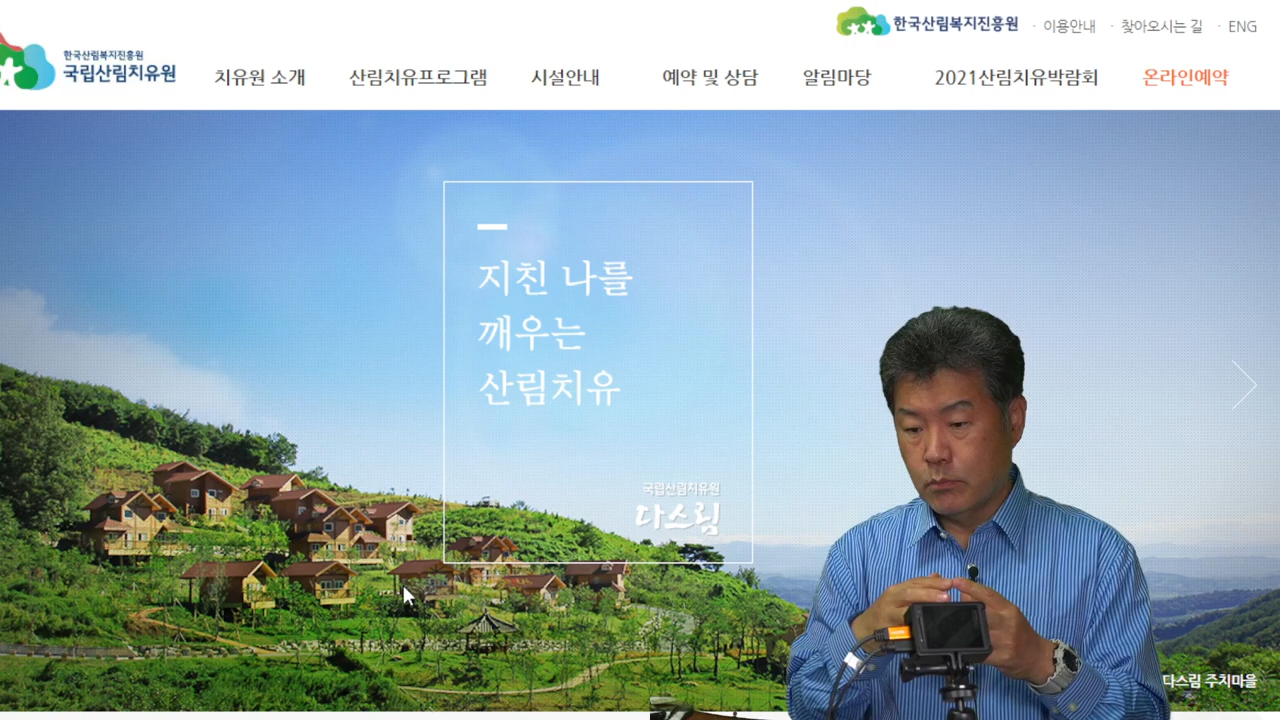 한국산림복지진흥원 · 이용안내 · 찾아오시는 길 · ENG
한국산림복지진흥원
국립산림치유원
치유원 소개 산림치유프로그램 시설안내 예약 및 상담 알림마당 2021산림치유박람회 온라인예약
지친 나를
깨우는
산림치유
국립산림치유원
다스림
다스림 주치마을